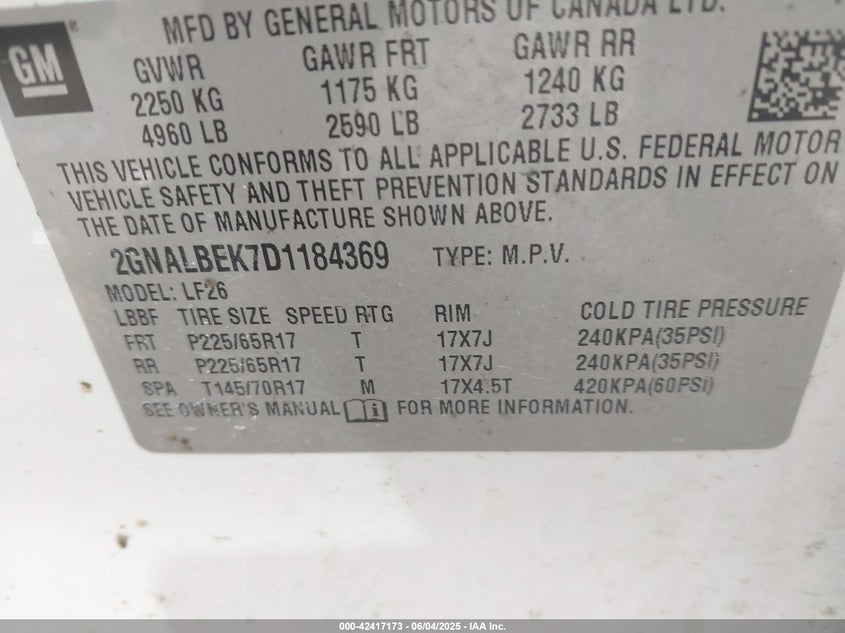 MFD BY GENERAL MOTORS OF CANADA LTD.
GM
GVWR GAWR FRT GAWR RR
2250 KG 1175 KG 1240 KG
4960 LB 2590 LB 2733 LB
THIS VEHICLE CONFORMS TO ALL APPLICABLE U.S. FEDERAL MOTOR
VEHICLE SAFETY AND THEFT PREVENTION STANDARDS IN EFFECT ON
THE DATE OF MANUFACTURE SHOWN ABOVE.
2GNALBEK7D1184369 TYPE: M.P.V.
MODEL: LF26
LBBF TIRE SIZE SPEED RTG RIM COLD TIRE PRESSURE
FRT P225/65R17 T 17X7J 240KPA(35PSI)
RR P225/65R17 T 17X7J 240KPA(35PSI)
SPA T145/70R17 M 17X4.5T 420KPA(60PSI)
SEE OWNER'S MANUAL FOR MORE INFORMATION.
000-42417173 — 06/04/2025 - IAA Inc.